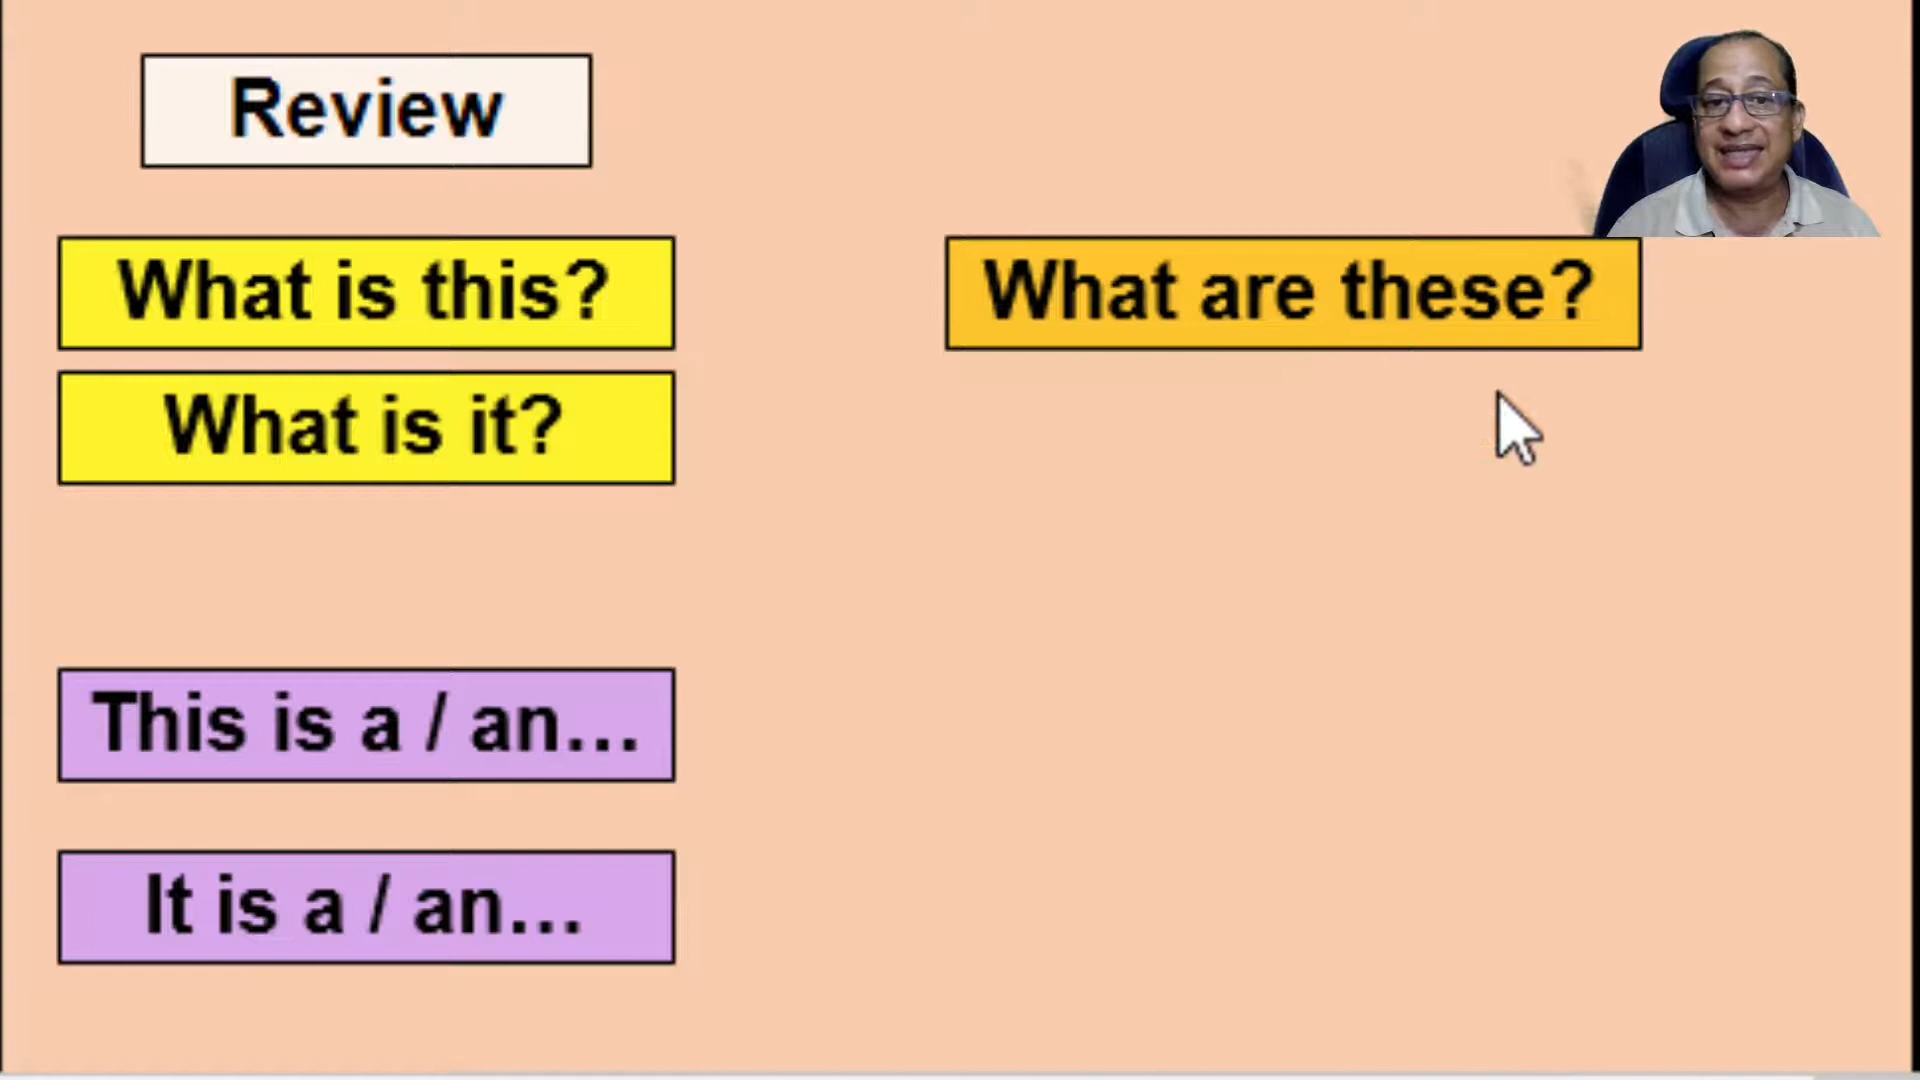 Review
What is this?
What is it?
This is a / an...
It is a / an...
What are these?